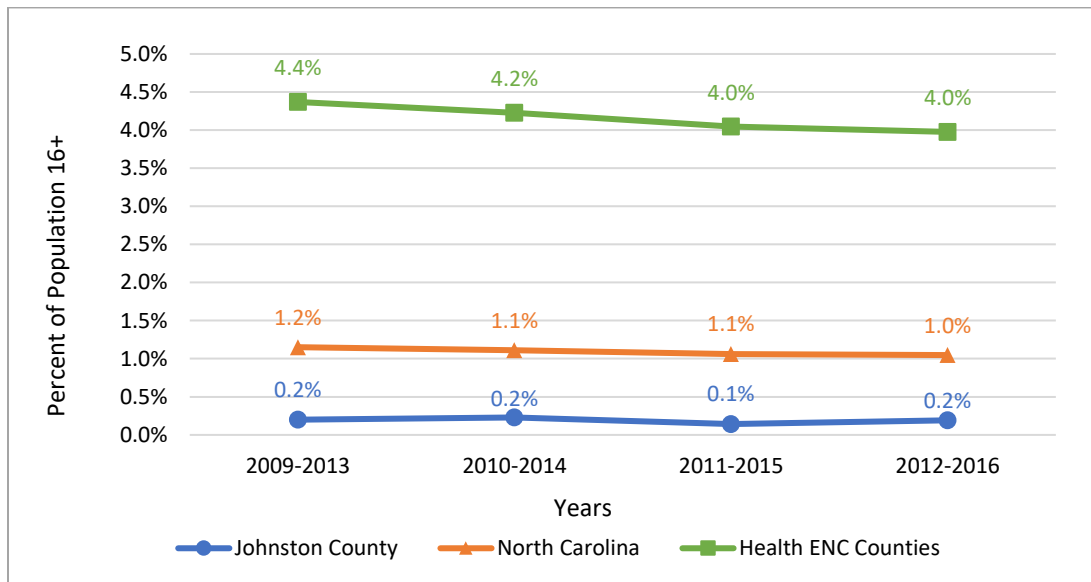 5.0%
4.5%
4.0%
3.5%
3.0%
2.5%
2.0%
1.5%
1.0%
0.5%
0.0%
Percent of Population 16+
4.4% 4.2% 4.0% 4.0%
1.2% 1.1% 1.1% 1.0%
0.2% 0.2% 0.1% 0.2%
2009-2013 2010-2014 2011-2015 2012-2016
Years
Johnston County North Carolina Health ENC Counties